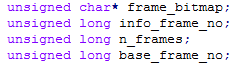 unsigned char* frame_bitmap;
unsigned long info_frame_no;
unsigned long n_frames;
unsigned long base_frame_no;